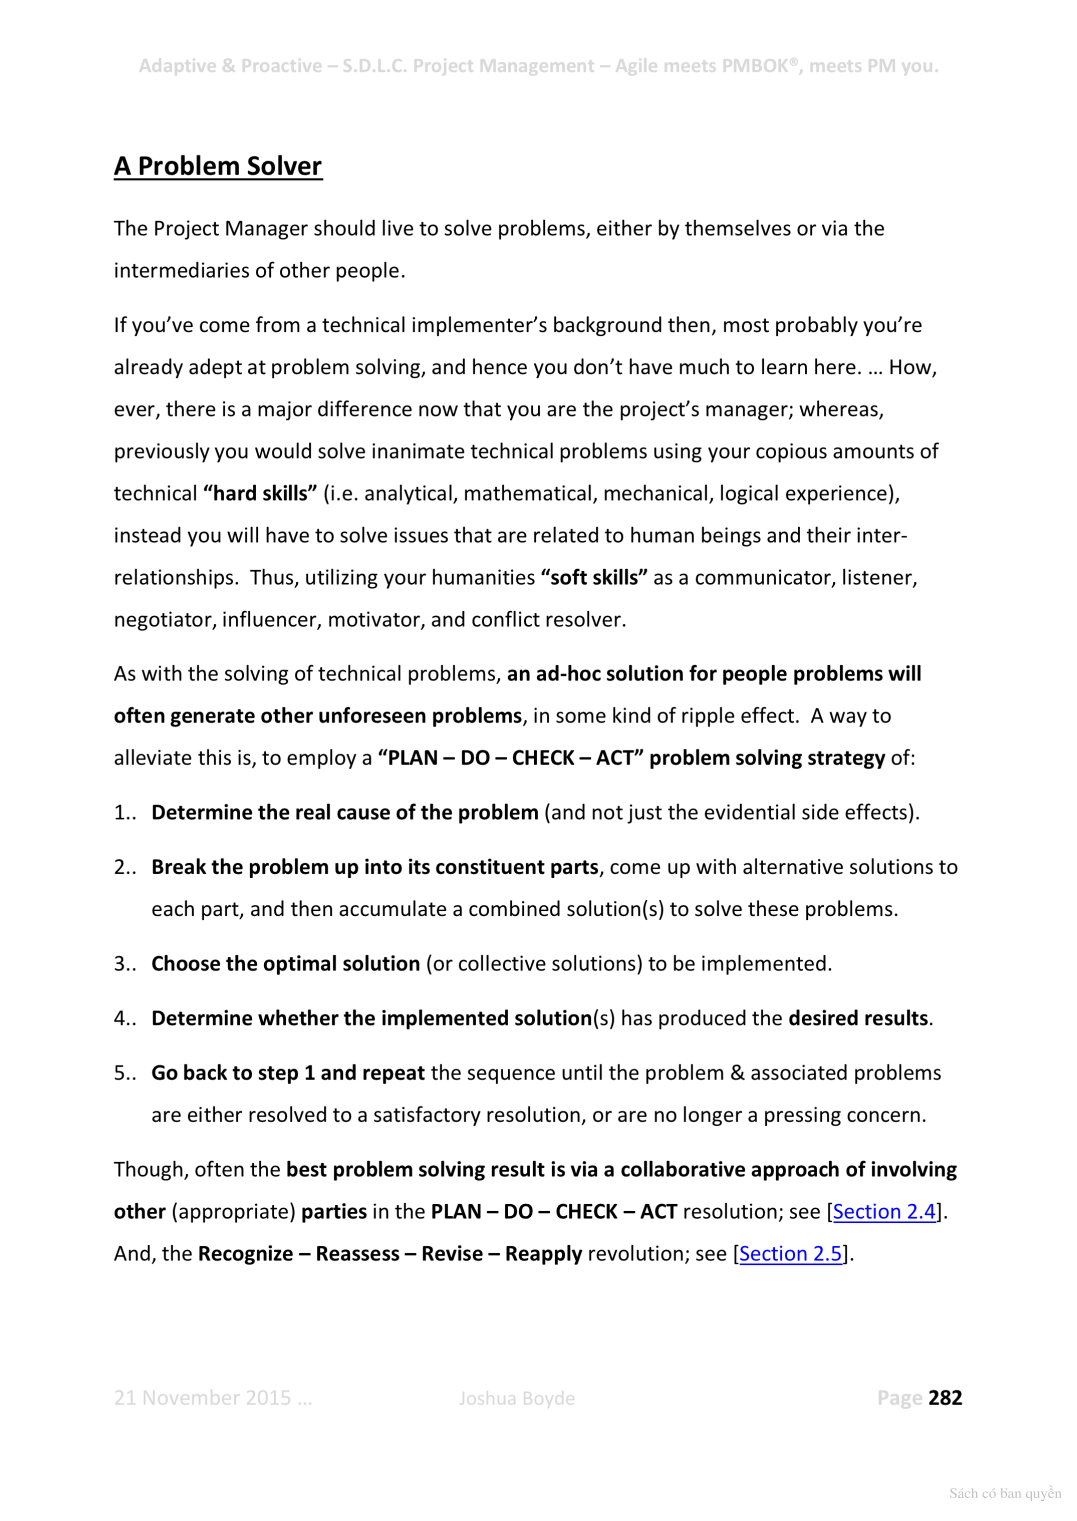 Adaptive & Proactive – S.D.L.C. Project Management – Agile meets PMBOK®, meets PM you.
A Problem Solver
The Project Manager should live to solve problems, either by themselves or via the
intermediaries of other people.
If you’ve come from a technical implementer’s background then, most probably you’re
already adept at problem solving, and hence you don’t have much to learn here. … How,
ever, there is a major difference now that you are the project’s manager; whereas,
previously you would solve inanimate technical problems using your copious amounts of
technical “hard skills” (i.e. analytical, mathematical, mechanical, logical experience),
instead you will have to solve issues that are related to human beings and their inter-
relationships.  Thus, utilizing your humanities “soft skills” as a communicator, listener,
negotiator, influencer, motivator, and conflict resolver.
As with the solving of technical problems, an ad-hoc solution for people problems will
often generate other unforeseen problems, in some kind of ripple effect.  A way to
alleviate this is, to employ a “PLAN – DO – CHECK – ACT” problem solving strategy of:
1.. Determine the real cause of the problem (and not just the evidential side effects).
2.. Break the problem up into its constituent parts, come up with alternative solutions to
each part, and then accumulate a combined solution(s) to solve these problems.
3.. Choose the optimal solution (or collective solutions) to be implemented.
4.. Determine whether the implemented solution(s) has produced the desired results.
5.. Go back to step 1 and repeat the sequence until the problem & associated problems
are either resolved to a satisfactory resolution, or are no longer a pressing concern.
Though, often the best problem solving result is via a collaborative approach of involving
other (appropriate) parties in the PLAN – DO – CHECK – ACT resolution; see [Section 2.4].
And, the Recognize – Reassess – Revise – Reapply revolution; see [Section 2.5].
21 November 2015 … Joshua Boyde Page 282
Sách có bản quyền